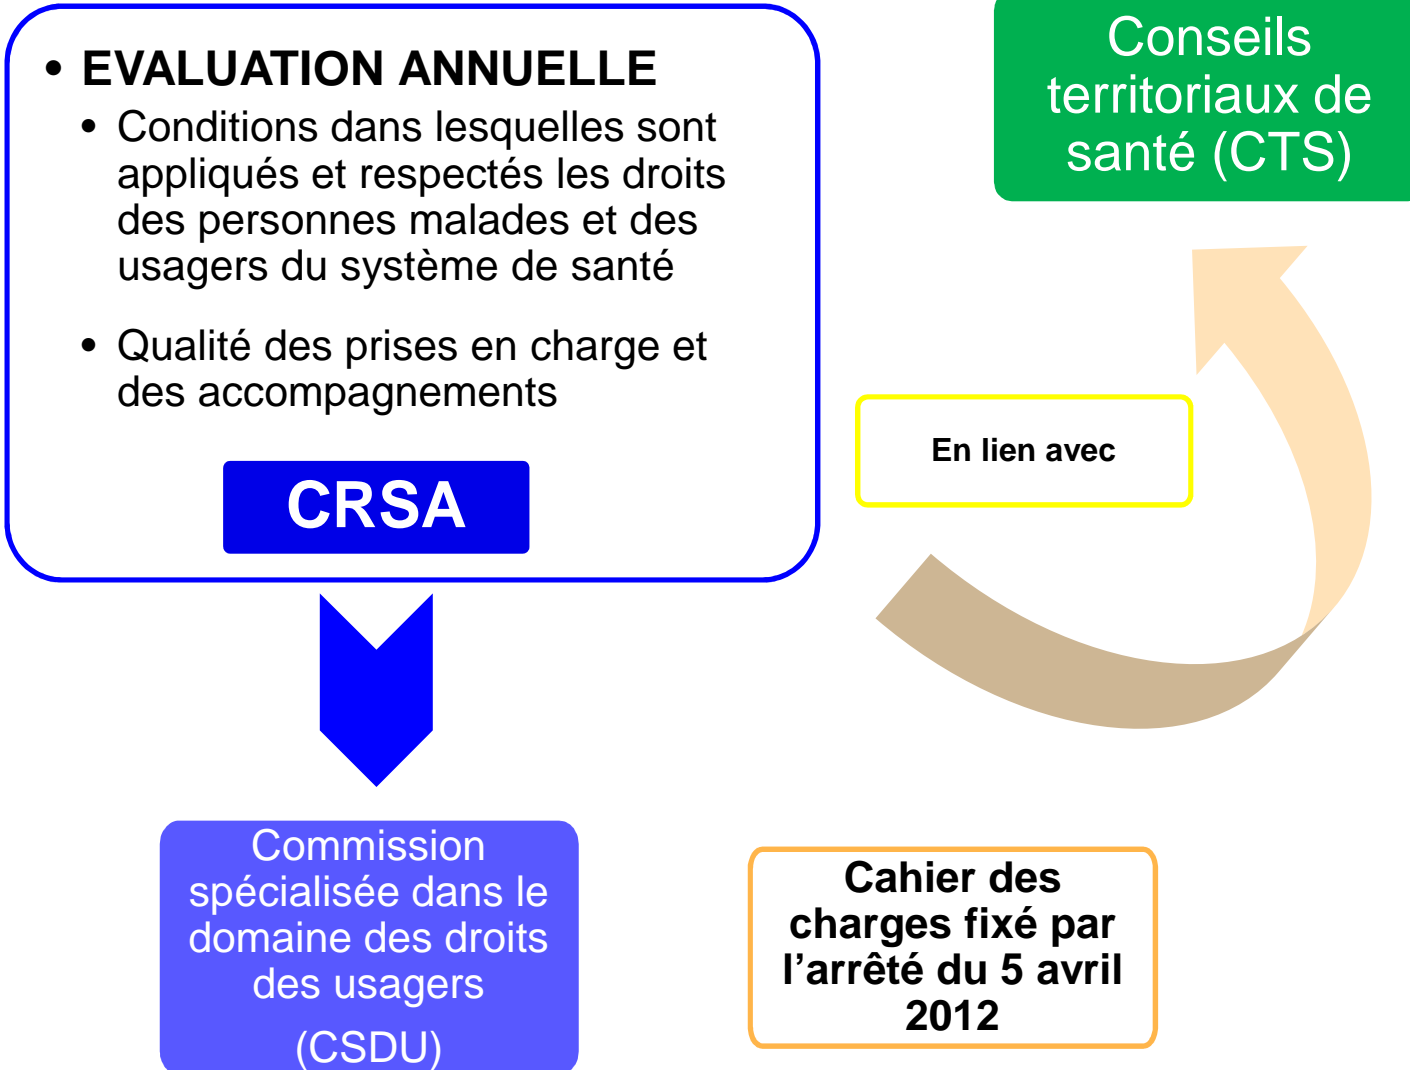 • EVALUATION ANNUELLE
• Conditions dans lesquelles sont
appliqués et respectés les droits
des personnes malades et des
usagers du système de santé
• Qualité des prises en charge et
des accompagnements
CRSA
Conseils
territoriaux de
santé (CTS)
En lien avec
Commission
spécialisée dans le
domaine des droits
des usagers
(CSDU)
Cahier des
charges fixé par
l’arrêté du 5 avril
2012